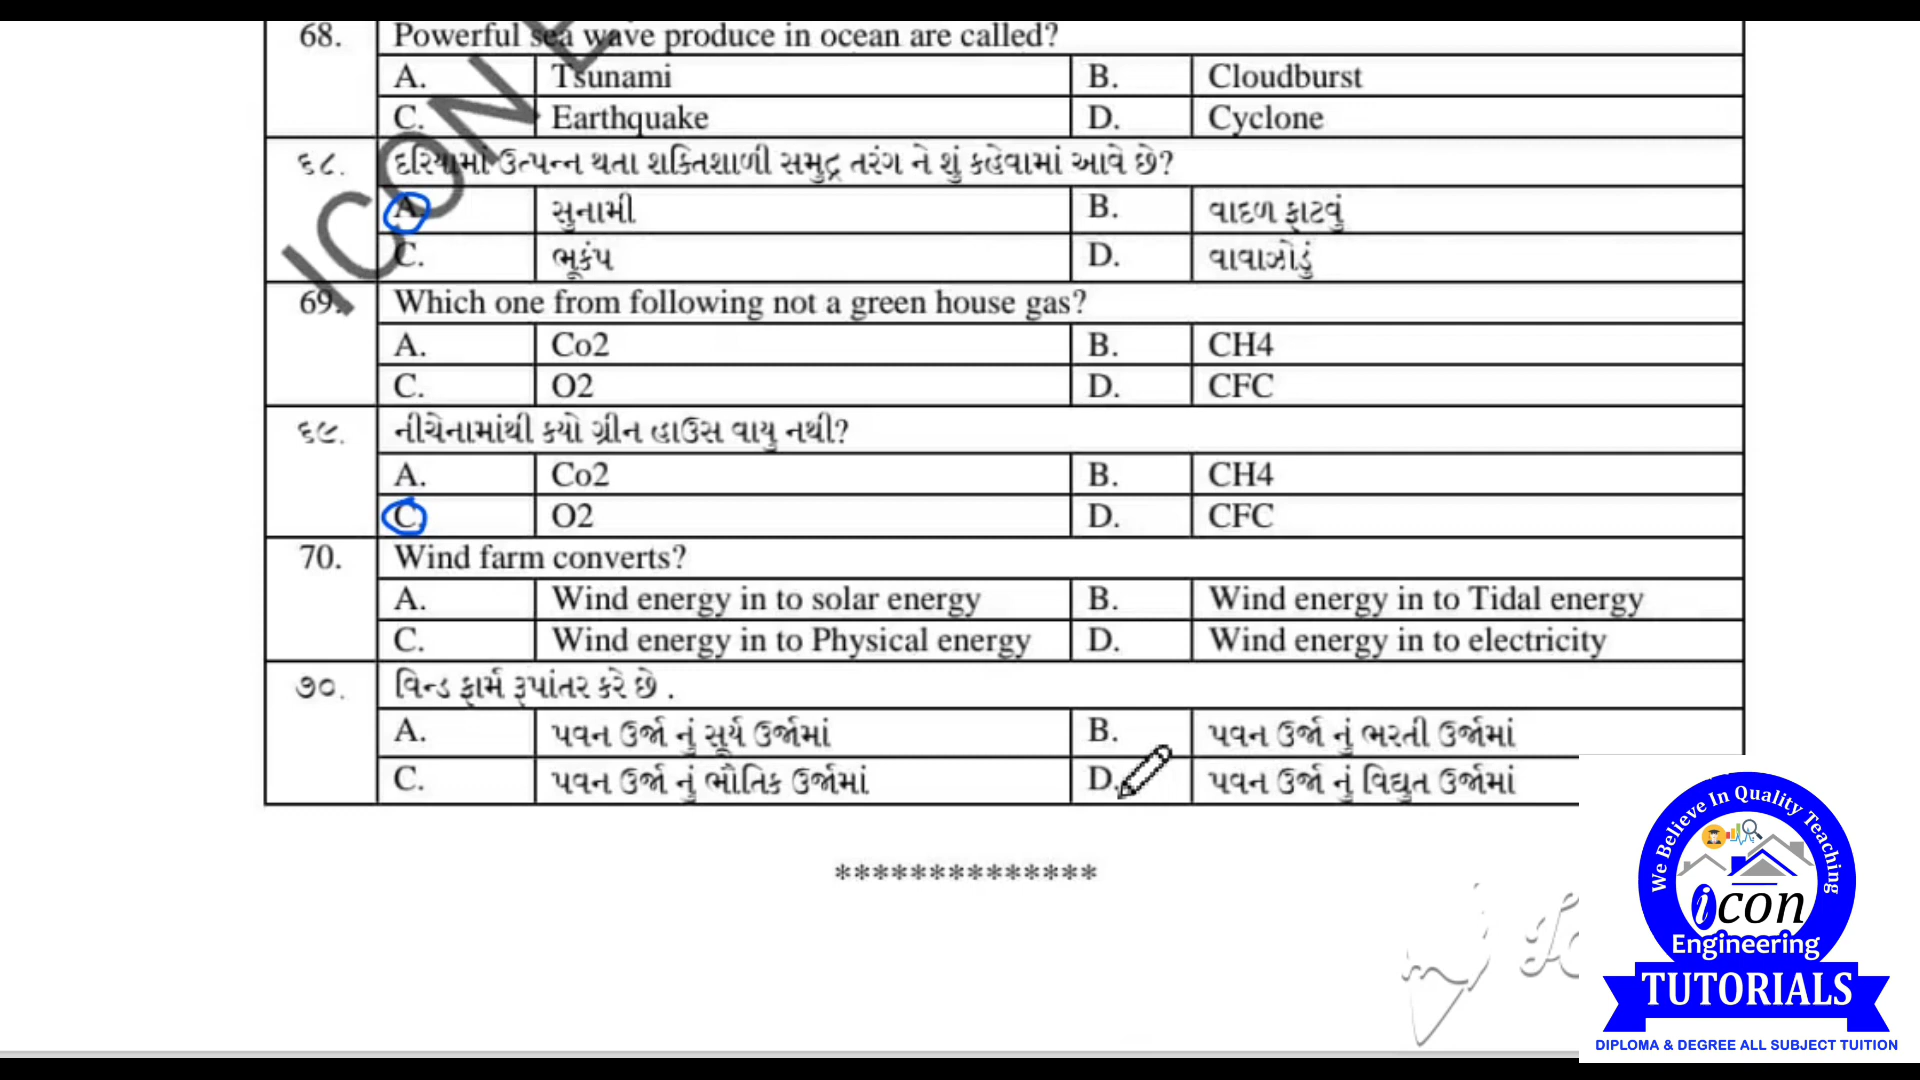 68. Powerful sea wave produce in ocean are called?
A. Tsunami B. Cloudburst
C. Earthquake D. Cyclone
૬૮. દરિયામાં ઉત્પન્ન થતા શક્તિશાળી સમુદ્ર તરંગ ને શું કહેવામાં આવે છે?
A. સુનામી B. વાદળ ફાટવું
C. ભૂકંપ D. વાવાઝોડું
69. Which one from following not a green house gas?
A. Co2 B. CH4
C. O2 D. CFC
૬૯. નીચેનામાંથી કયો ગ્રીન હાઉસ વાયુ નથી?
A. Co2 B. CH4
C. O2 D. CFC
70. Wind farm converts?
A. Wind energy in to solar energy B. Wind energy in to Tidal energy
C. Wind energy in to Physical energy D. Wind energy in to electricity
૭૦. વિન્ડ ફાર્મ રૂપાંતર કરે છે .
A. પવન ઉર્જા નું સૂર્ય ઉર્જામાં B. પવન ઉર્જા નું ભરતી ઉર્જામાં
C. પવન ઉર્જા નું ભૌતિક ઉર્જામાં D. પવન ઉર્જા નું વિદ્યુત ઉર્જામાં
**************
ICON
We Believe In Quality Teaching
icon
Engineering
TUTORIALS
DIPLOMA & DEGREE ALL SUBJECT TUITION